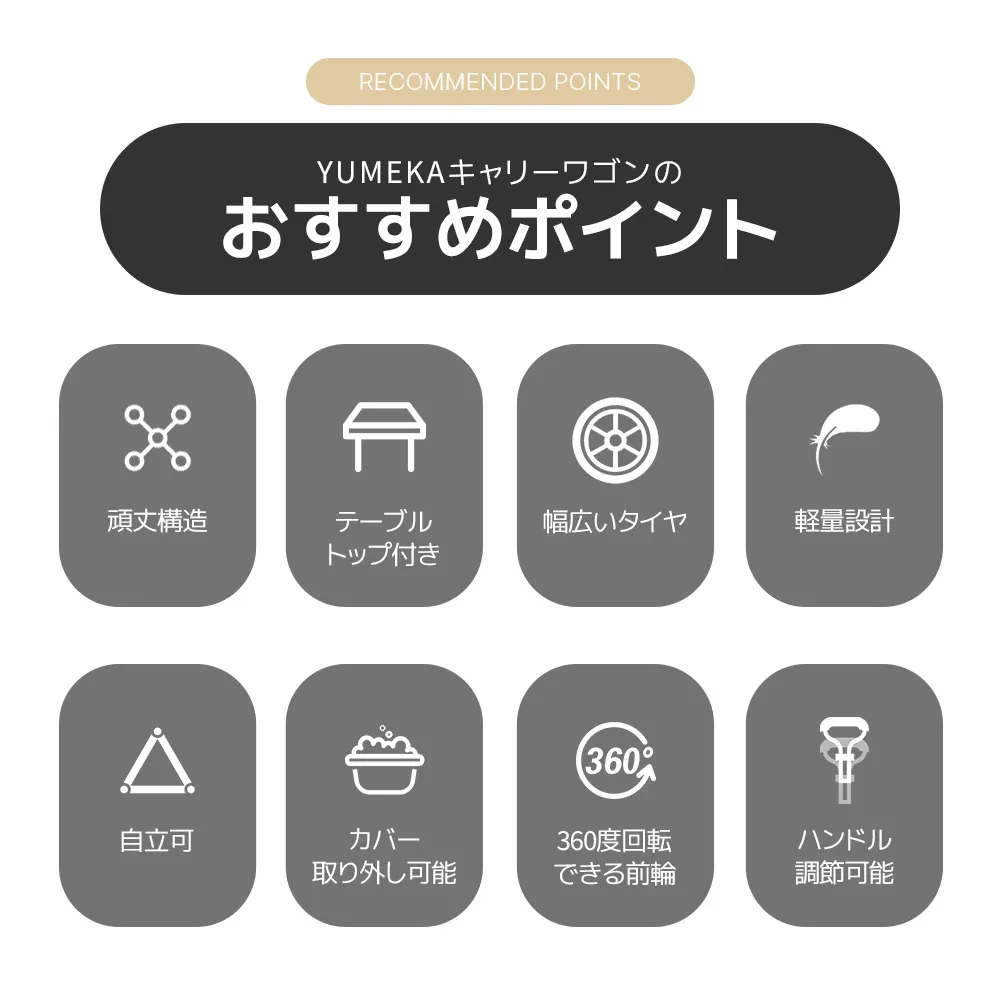 RECOMMENDED POINTS
YUMEKAキャリーワゴンの
おすすめポイント
頑丈構造
テーブル
トップ付き
幅広いタイヤ
軽量設計
自立可
カバー
取り外し可能
360°
360度回転
できる前輪
ハンドル
調節可能